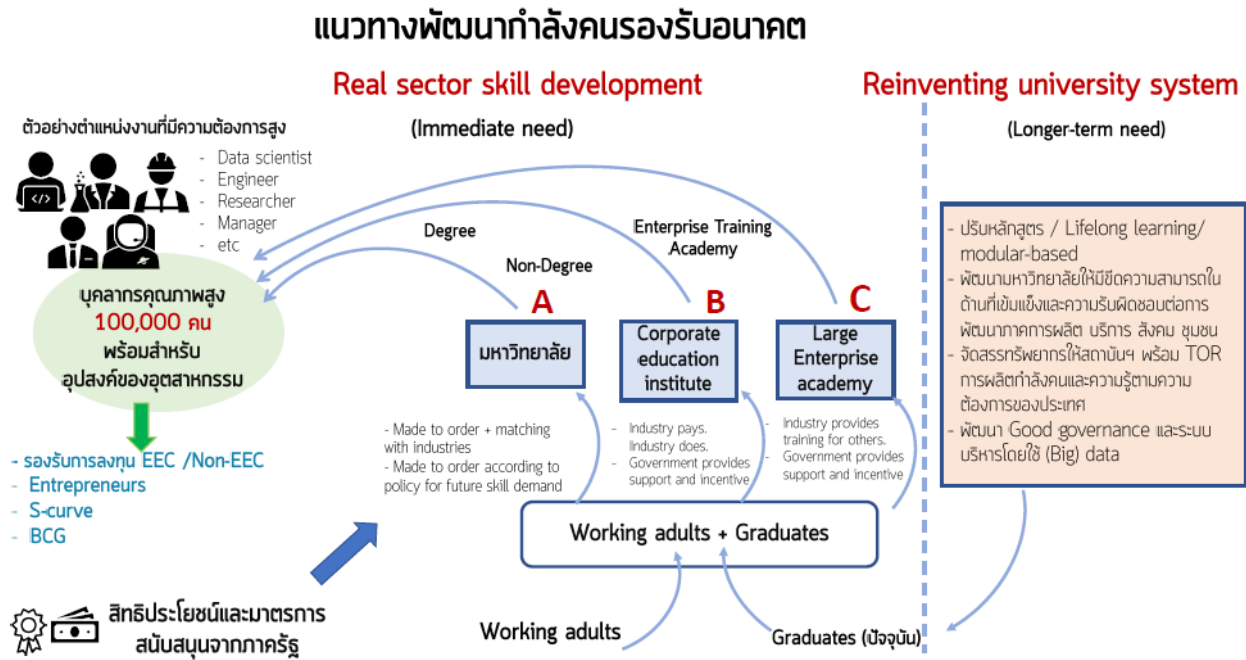 แนวทางพัฒนากำลังคนรองรับอนาคต
Real sector skill development
(Immediate need)
Reinventing university system
(Longer-term need)
ตัวอย่างตำแหน่งงานที่มีความต้องการสูง
- Data scientist
- Engineer
- Researcher
- Manager
- etc
บุคลากรคุณภาพสูง
100,000 คน
พร้อมสำหรับ
อุปสงค์ของอุตสาหกรรม
- รองรับการลงทุน EEC /Non-EEC
- Entrepreneurs
- S-curve
- BCG
สิทธิประโยชน์และมาตรการ
สนับสนุนจากภาครัฐ
Degree
Non-Degree
Enterprise Training
Academy
A
มหาวิทยาลัย
- Made to order + matching
with industries
- Made to order according to
policy for future skill demand
B
Corporate
education
institute
- Industry pays.
Industry does.
- Government provides
support and incentive
C
Large
Enterprise
academy
- Industry provides
training for others.
- Government provides
support and incentive
Working adults + Graduates
Working adults
Graduates (ปัจจุบัน)
- ปรับหลักสูตร / Lifelong learning/
modular-based
- พัฒนามหาวิทยาลัยให้มีขีดความสามารถใน
ด้านที่เข้มแข็งและความรับผิดชอบต่อการ
พัฒนาภาคการผลิต บริการ สังคม ชุมชน
- จัดสรรทรัพยากรให้สถาบันฯ พร้อม TOR
การผลิตกำลังคนและความรู้ตามความ
ต้องการของประเทศ
- พัฒนา Good governance และระบบ
บริหารโดยใช้ (Big) data